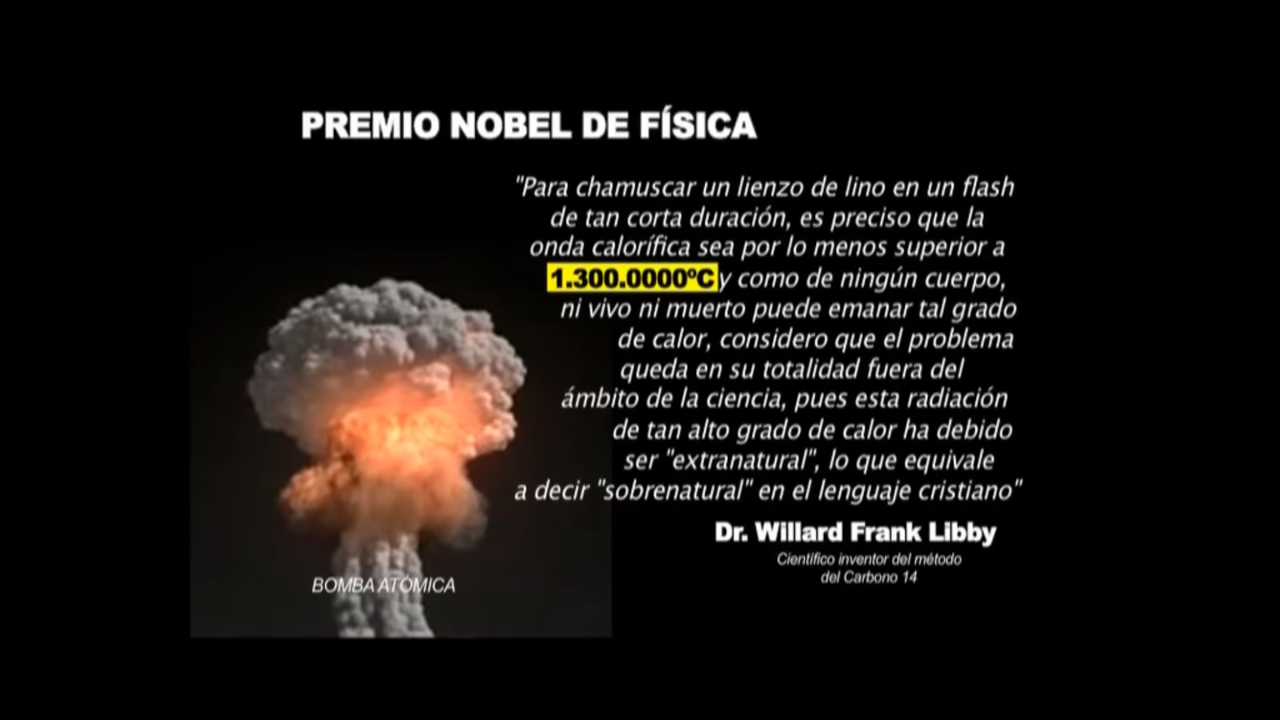 PREMIO NOBEL DE FÍSICA
"Para chamuscar un lienzo de lino en un flash
de tan corta duración, es preciso que la
onda calorífica sea por lo menos superior a
1.300.0000ºC y como de ningún cuerpo,
ni vivo ni muerto puede emanar tal grado
de calor, considero que el problema
queda en su totalidad fuera del
ámbito de la ciencia, pues esta radiación
de tan alto grado de calor ha debido
ser "extranatural", lo que equivale
a decir "sobrenatural" en el lenguaje cristiano"
Dr. Willard Frank Libby
Científico inventor del método
del Carbono 14
BOMBA ATÓMICA